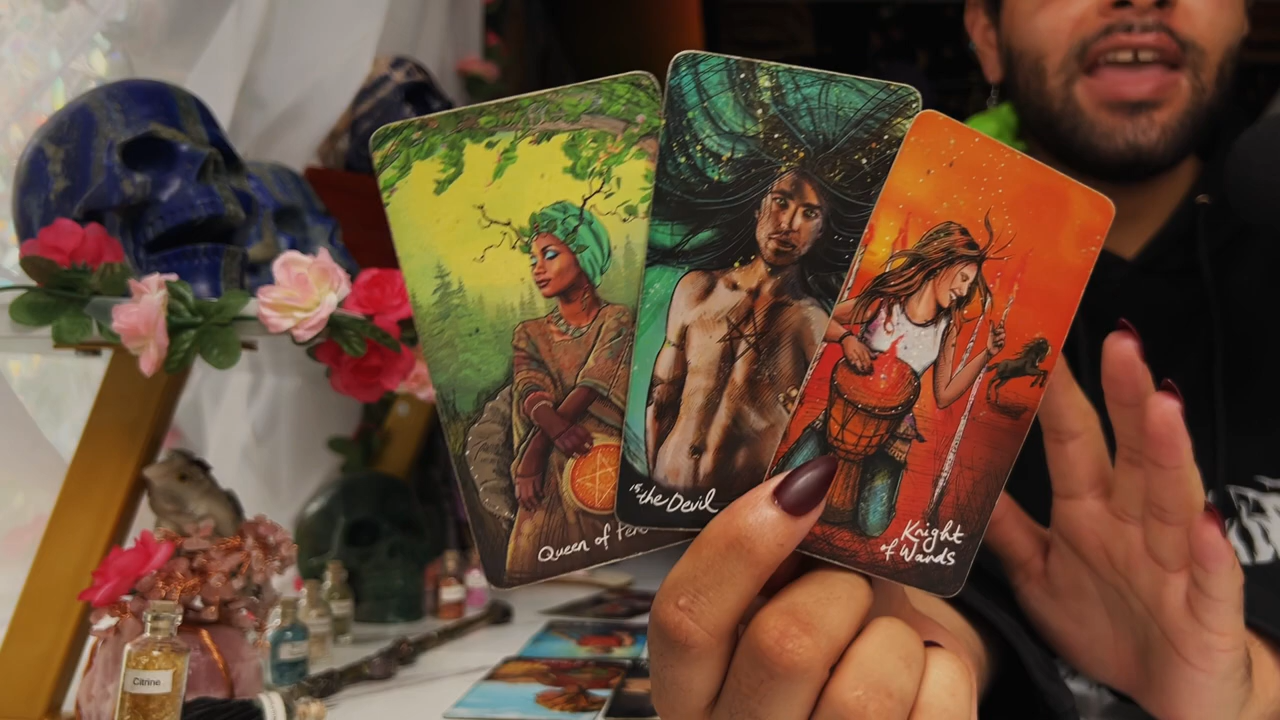 Queen of
15 the Devil
Knight
of Wands
Citrine